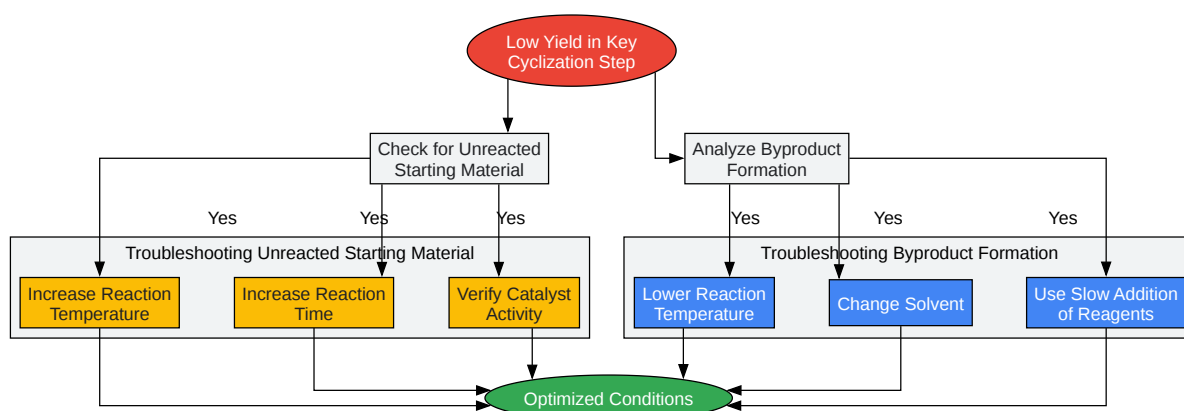 Low Yield in Key
Cyclization Step
Check for Unreacted
Starting Material
Analyze Byproduct
Formation
Yes
Yes
Yes
Yes
Yes
Yes
Troubleshooting Unreacted Starting Material
Troubleshooting Byproduct Formation
Increase Reaction
Temperature
Increase Reaction
Time
Verify Catalyst
Activity
Lower Reaction
Temperature
Change Solvent
Use Slow Addition
of Reagents
Optimized Conditions